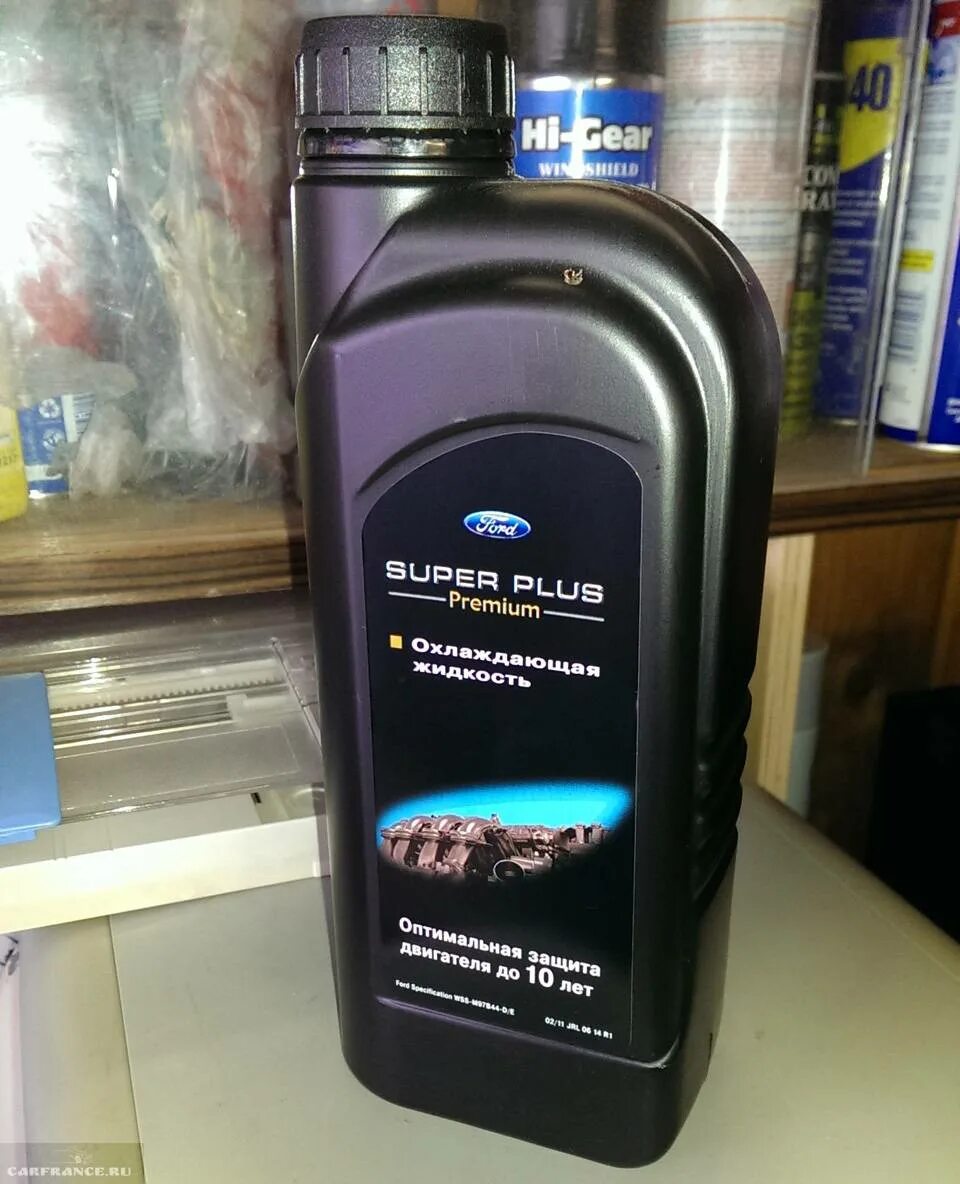 Hi-Gear
WINDSHIELD
40
Ford
SUPER PLUS
Premium
Охлаждающая
жидкость
Оптимальная защита
двигателя до 10 лет
Ford Specification WSS-M97B44-D/E
02/11 JRL 06 14 R1
CARFRANCE.RU